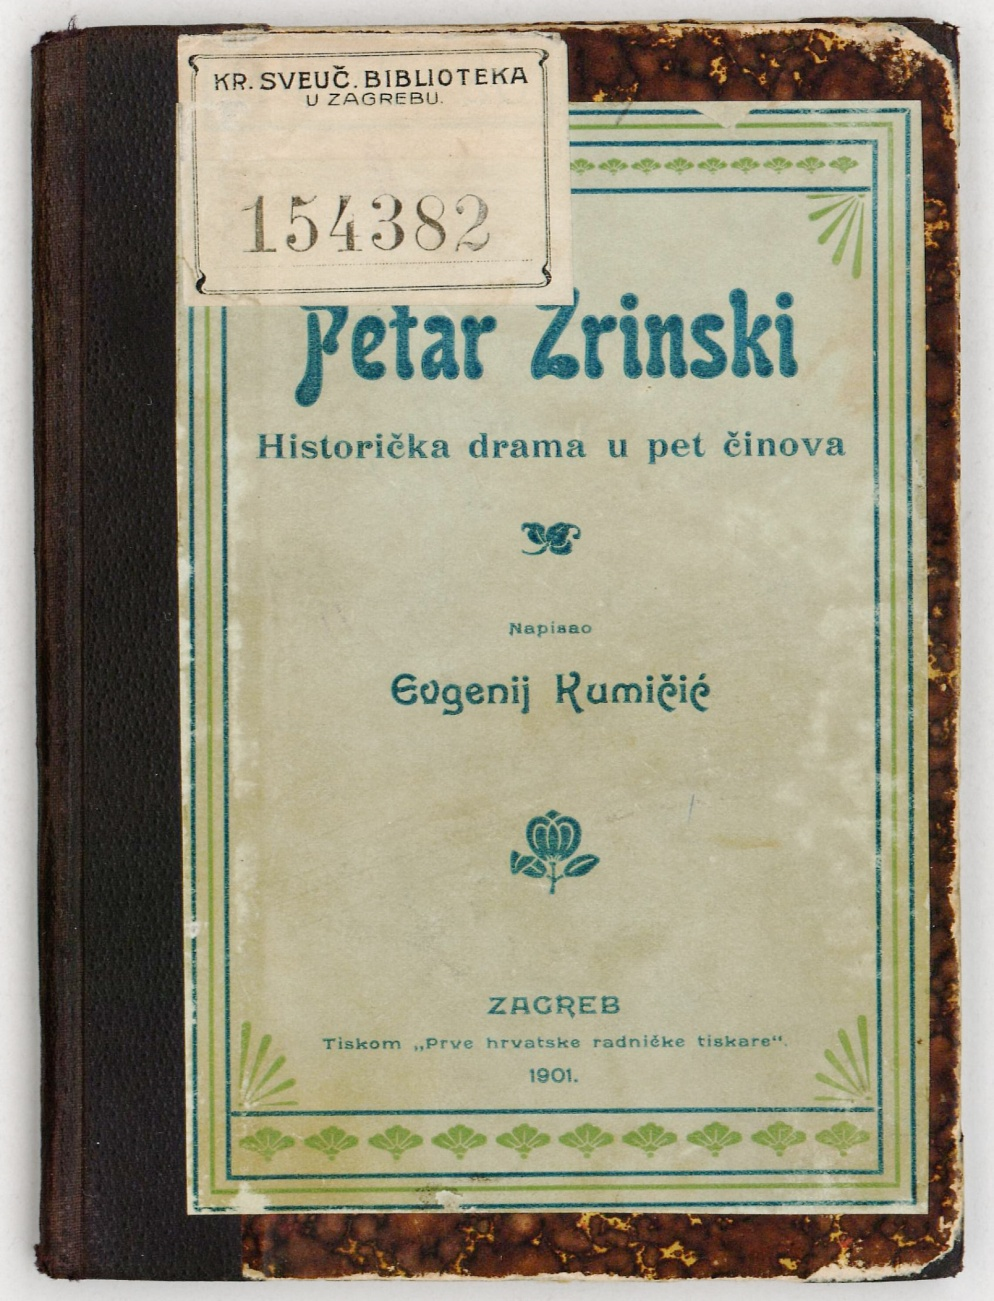 KR. SVEUČ. BIBLIOTEKA
U ZAGREBU.
154382
Petar Zrinski
Historička drama u pet činova
Napisao
Evgenij Kumičić
ZAGREB
Tiskom „Prve hrvatske radničke tiskare“.
1901.